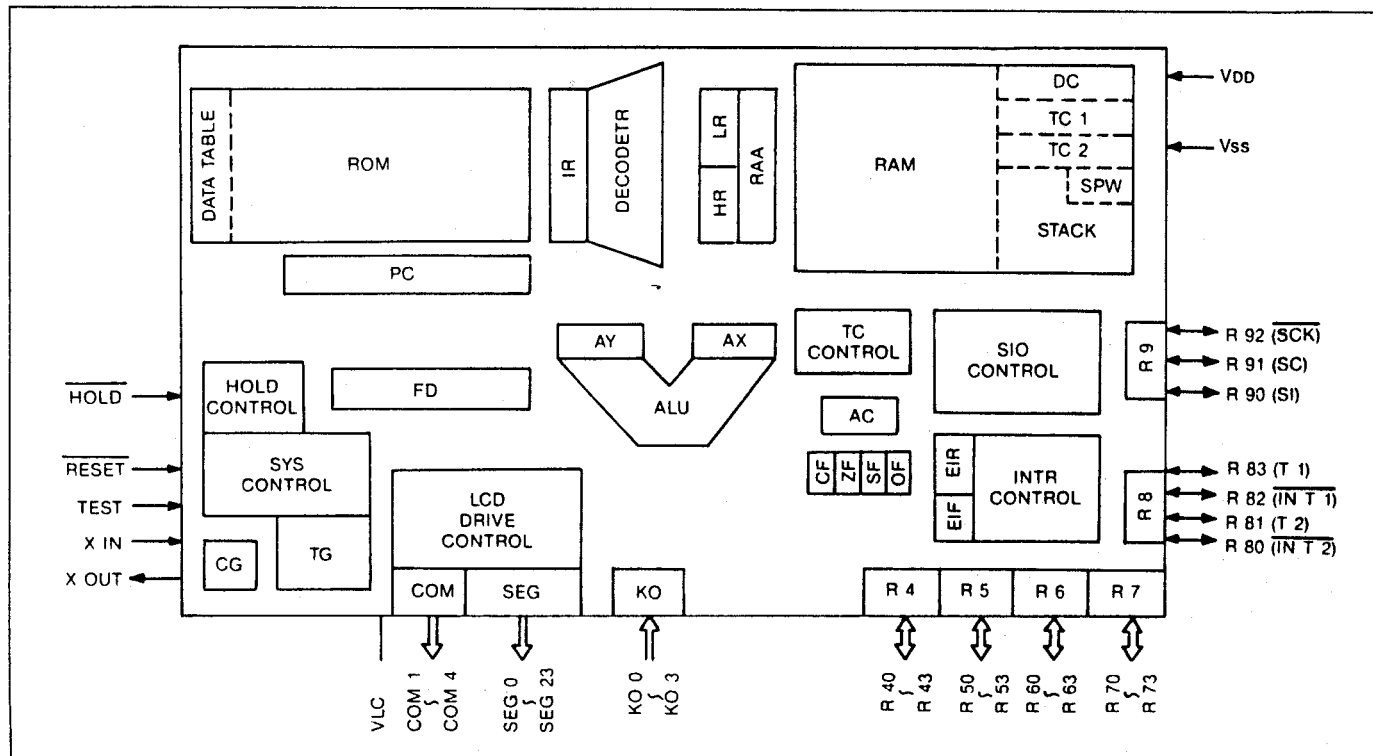 DATA TABLE
ROM
IR
DECODETR
LR
HR
RAA
RAM
DC
TC 1
TC 2
SPW
STACK
VDD
VSS
PC
AY
AX
ALU
TC
CONTROL
SIO
CONTROL
R 9
R 92 (SCK)
R 91 (SC)
R 90 (SI)
HOLD
HOLD
CONTROL
FD
AC
RESET
SYS
CONTROL
TEST
X IN
X OUT
CG
TG
LCD
DRIVE
CONTROL
COM
SEG
KO
CF
ZF
SF
OF
EIR
EIF
INTR
CONTROL
R 8
R 83 (T 1)
R 82 (IN T 1)
R 81 (T 2)
R 80 (IN T 2)
R 4
R 5
R 6
R 7
VLC
COM 1
~
COM 4
SEG 0
~
SEG 23
KO 0
~
KO 3
R 40
~
R 43
R 50
~
R 53
R 60
~
R 63
R 70
~
R 73